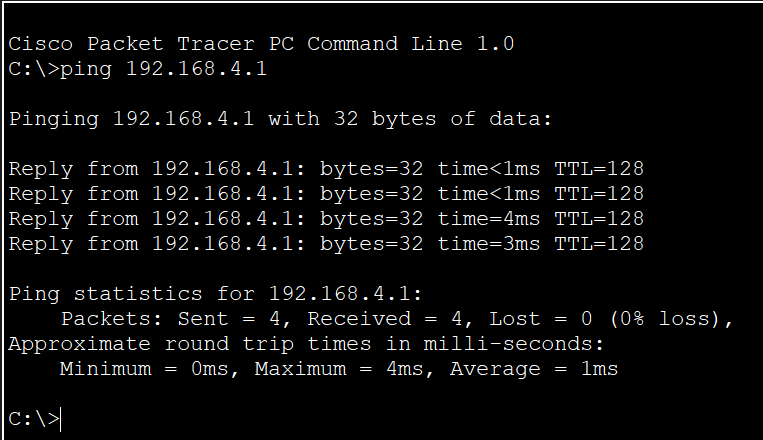 Cisco Packet Tracer PC Command Line 1.0
C:\>ping 192.168.4.1
Pinging 192.168.4.1 with 32 bytes of data:
Reply from 192.168.4.1: bytes=32 time<1ms TTL=128
Reply from 192.168.4.1: bytes=32 time<1ms TTL=128
Reply from 192.168.4.1: bytes=32 time=4ms TTL=128
Reply from 192.168.4.1: bytes=32 time=3ms TTL=128
Ping statistics for 192.168.4.1:
    Packets: Sent = 4, Received = 4, Lost = 0 (0% loss),
Approximate round trip times in milli-seconds:
    Minimum = 0ms, Maximum = 4ms, Average = 1ms
C:\>